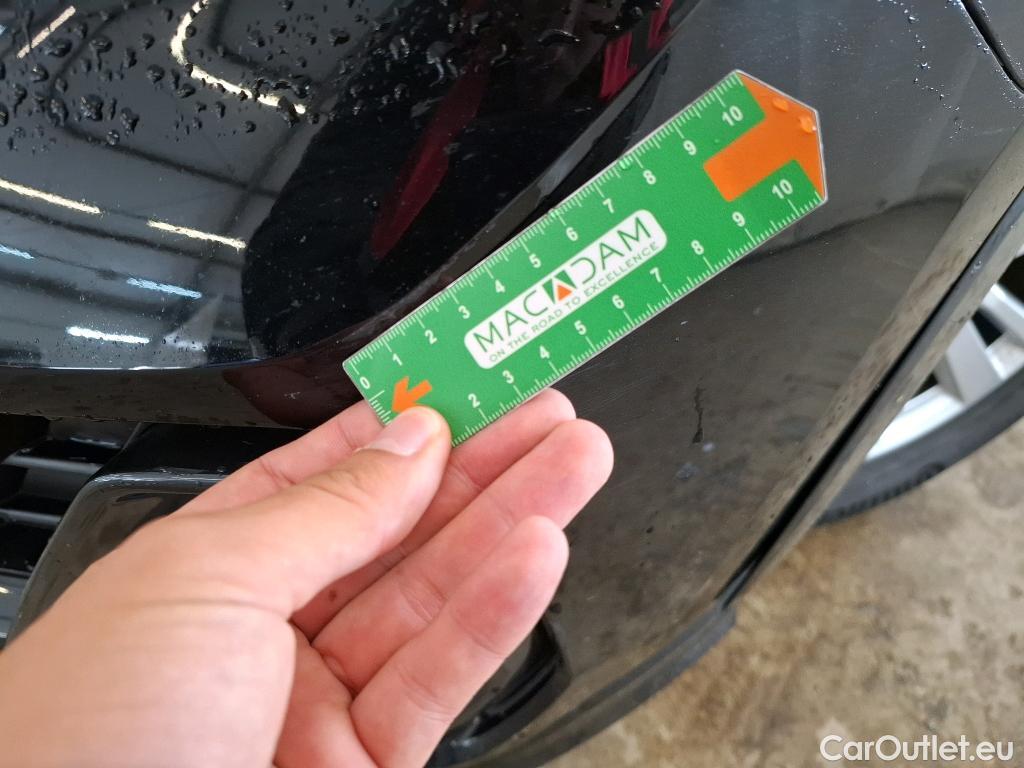 0 1 2 3 4 5 6 7 8 9 10
MACADAM
ON THE ROAD TO EXCELLENCE
2 3 4 5 6 7 8 9 10
CarOutlet.eu